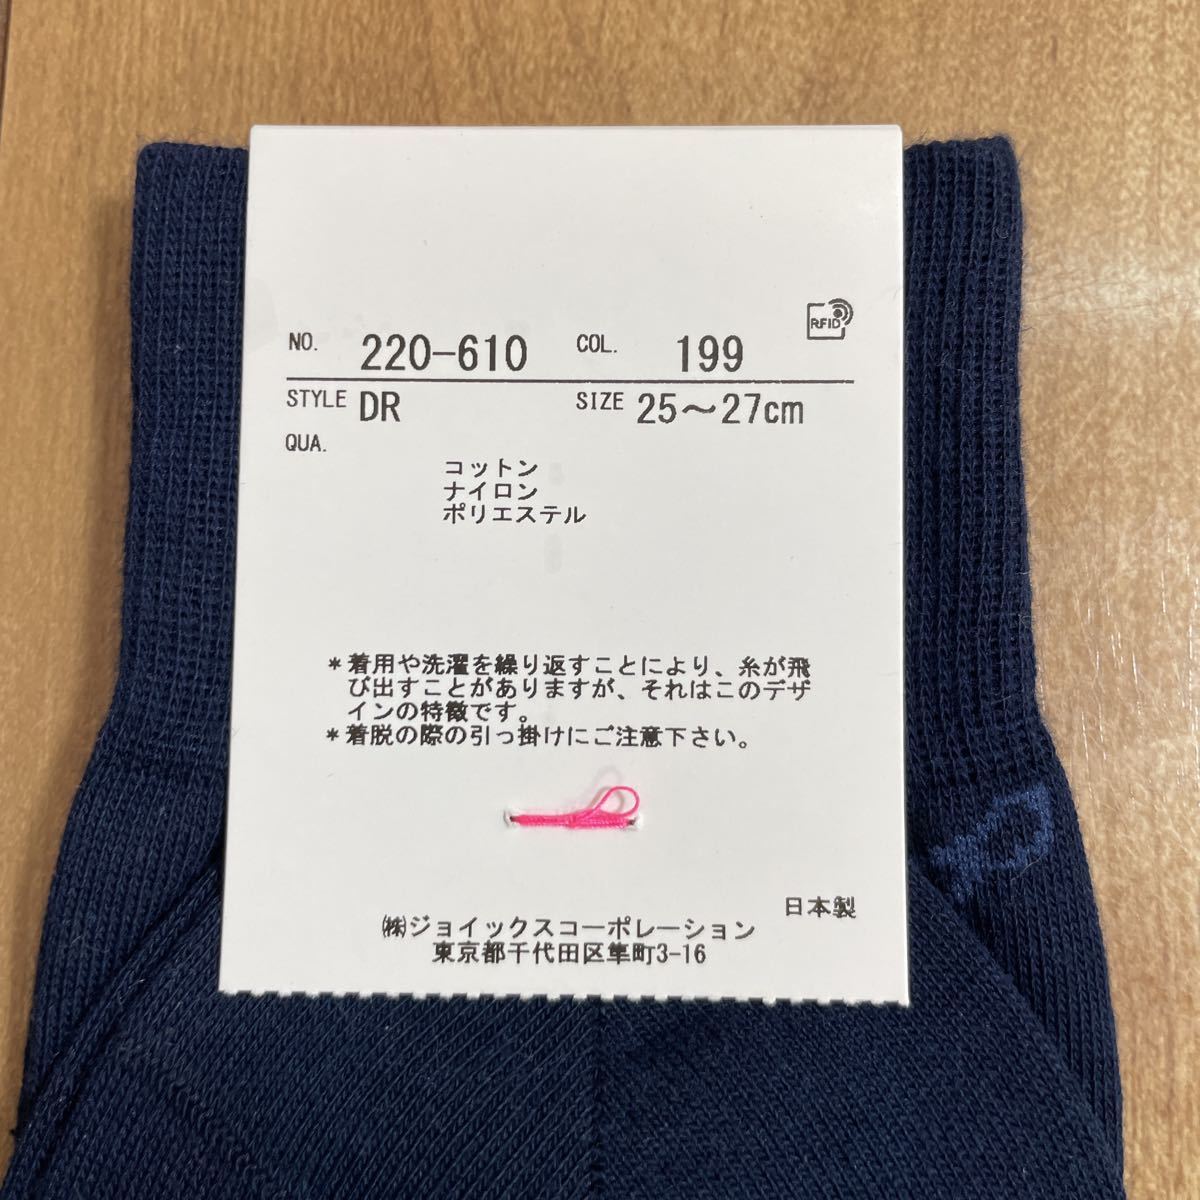 RFID
NO. 220-610 COL. 199
STYLE DR SIZE 25～27cm
QUA.
コットン
ナイロン
ポリエステル
*着用や洗濯を繰り返すことにより、糸が飛
び出すことがありますが、それはこのデザ
インの特徴です。
*着脱の際の引っ掛けにご注意下さい。
日本製
㈱ジョイックスコーポレーション
東京都千代田区隼町3-16